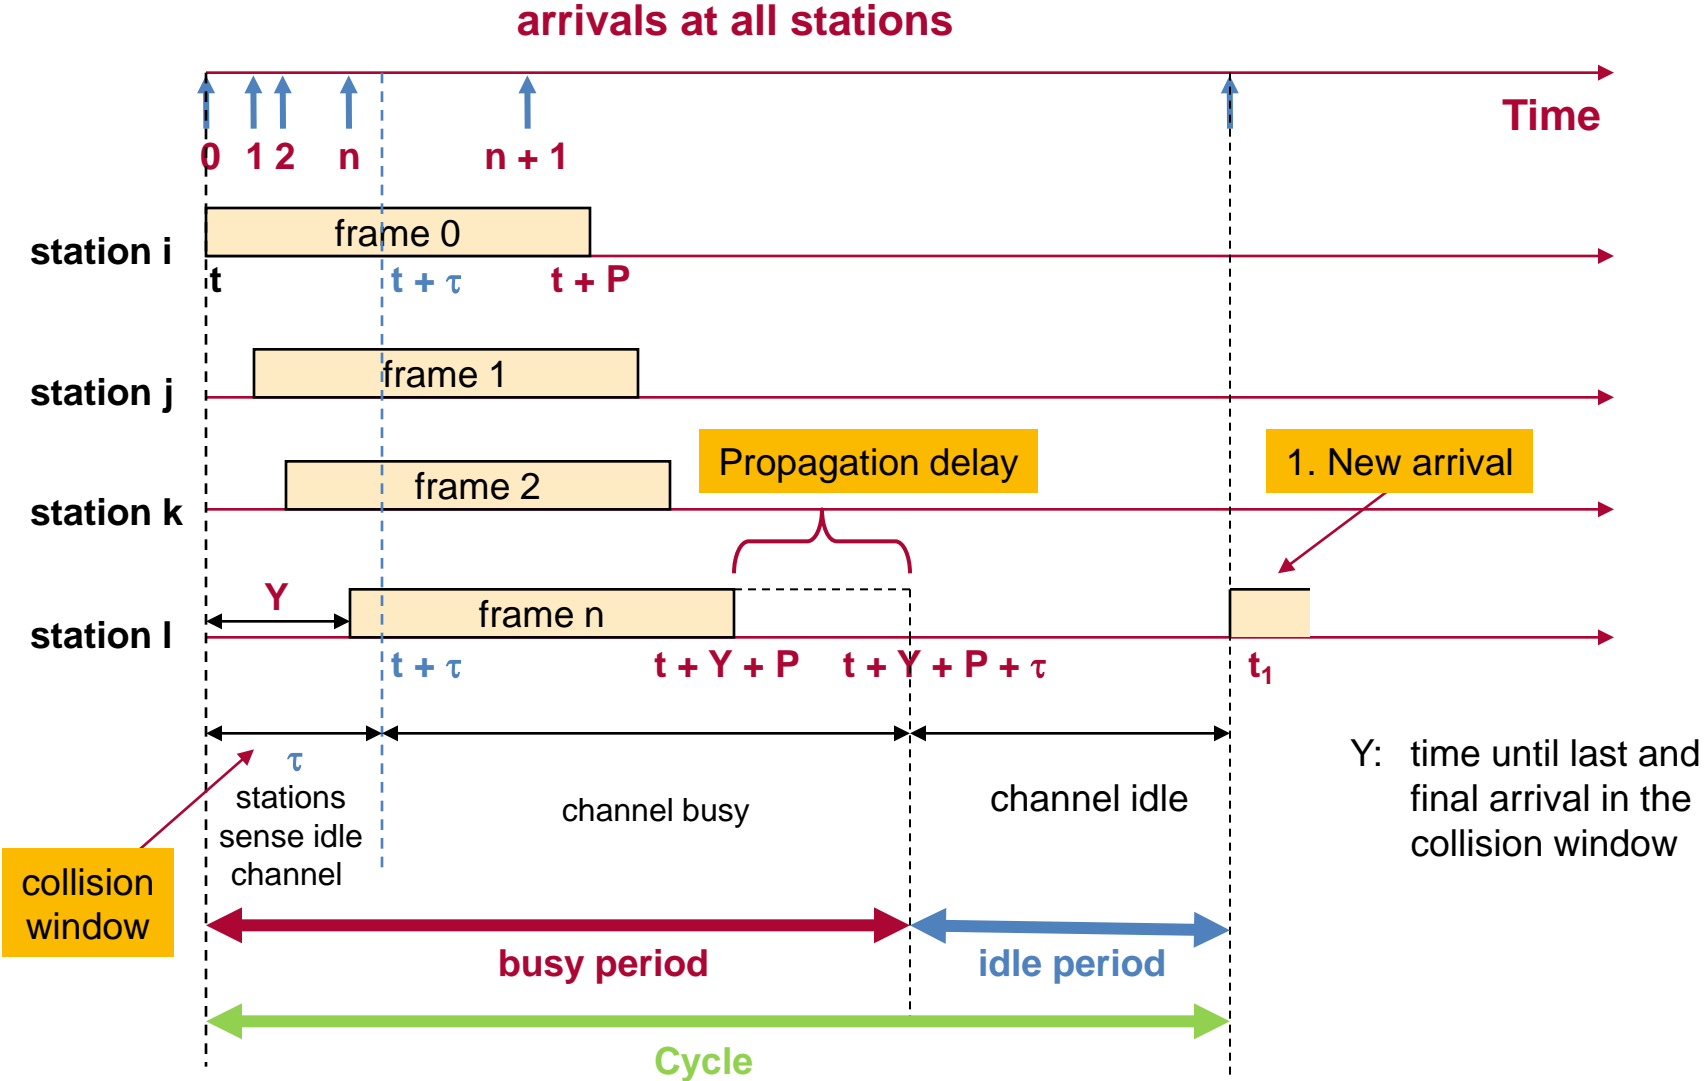 arrivals at all stations
Time
0 1 2 n n + 1
station i
frame 0
t t + τ t + P
station j
frame 1
station k
frame 2
Propagation delay
1. New arrival
station l
Y
frame n
t + τ t + Y + P t + Y + P + τ t₁
τ
stations
sense idle
channel
channel busy
channel idle
Y: time until last and
final arrival in the
collision window
collision
window
busy period
idle period
Cycle